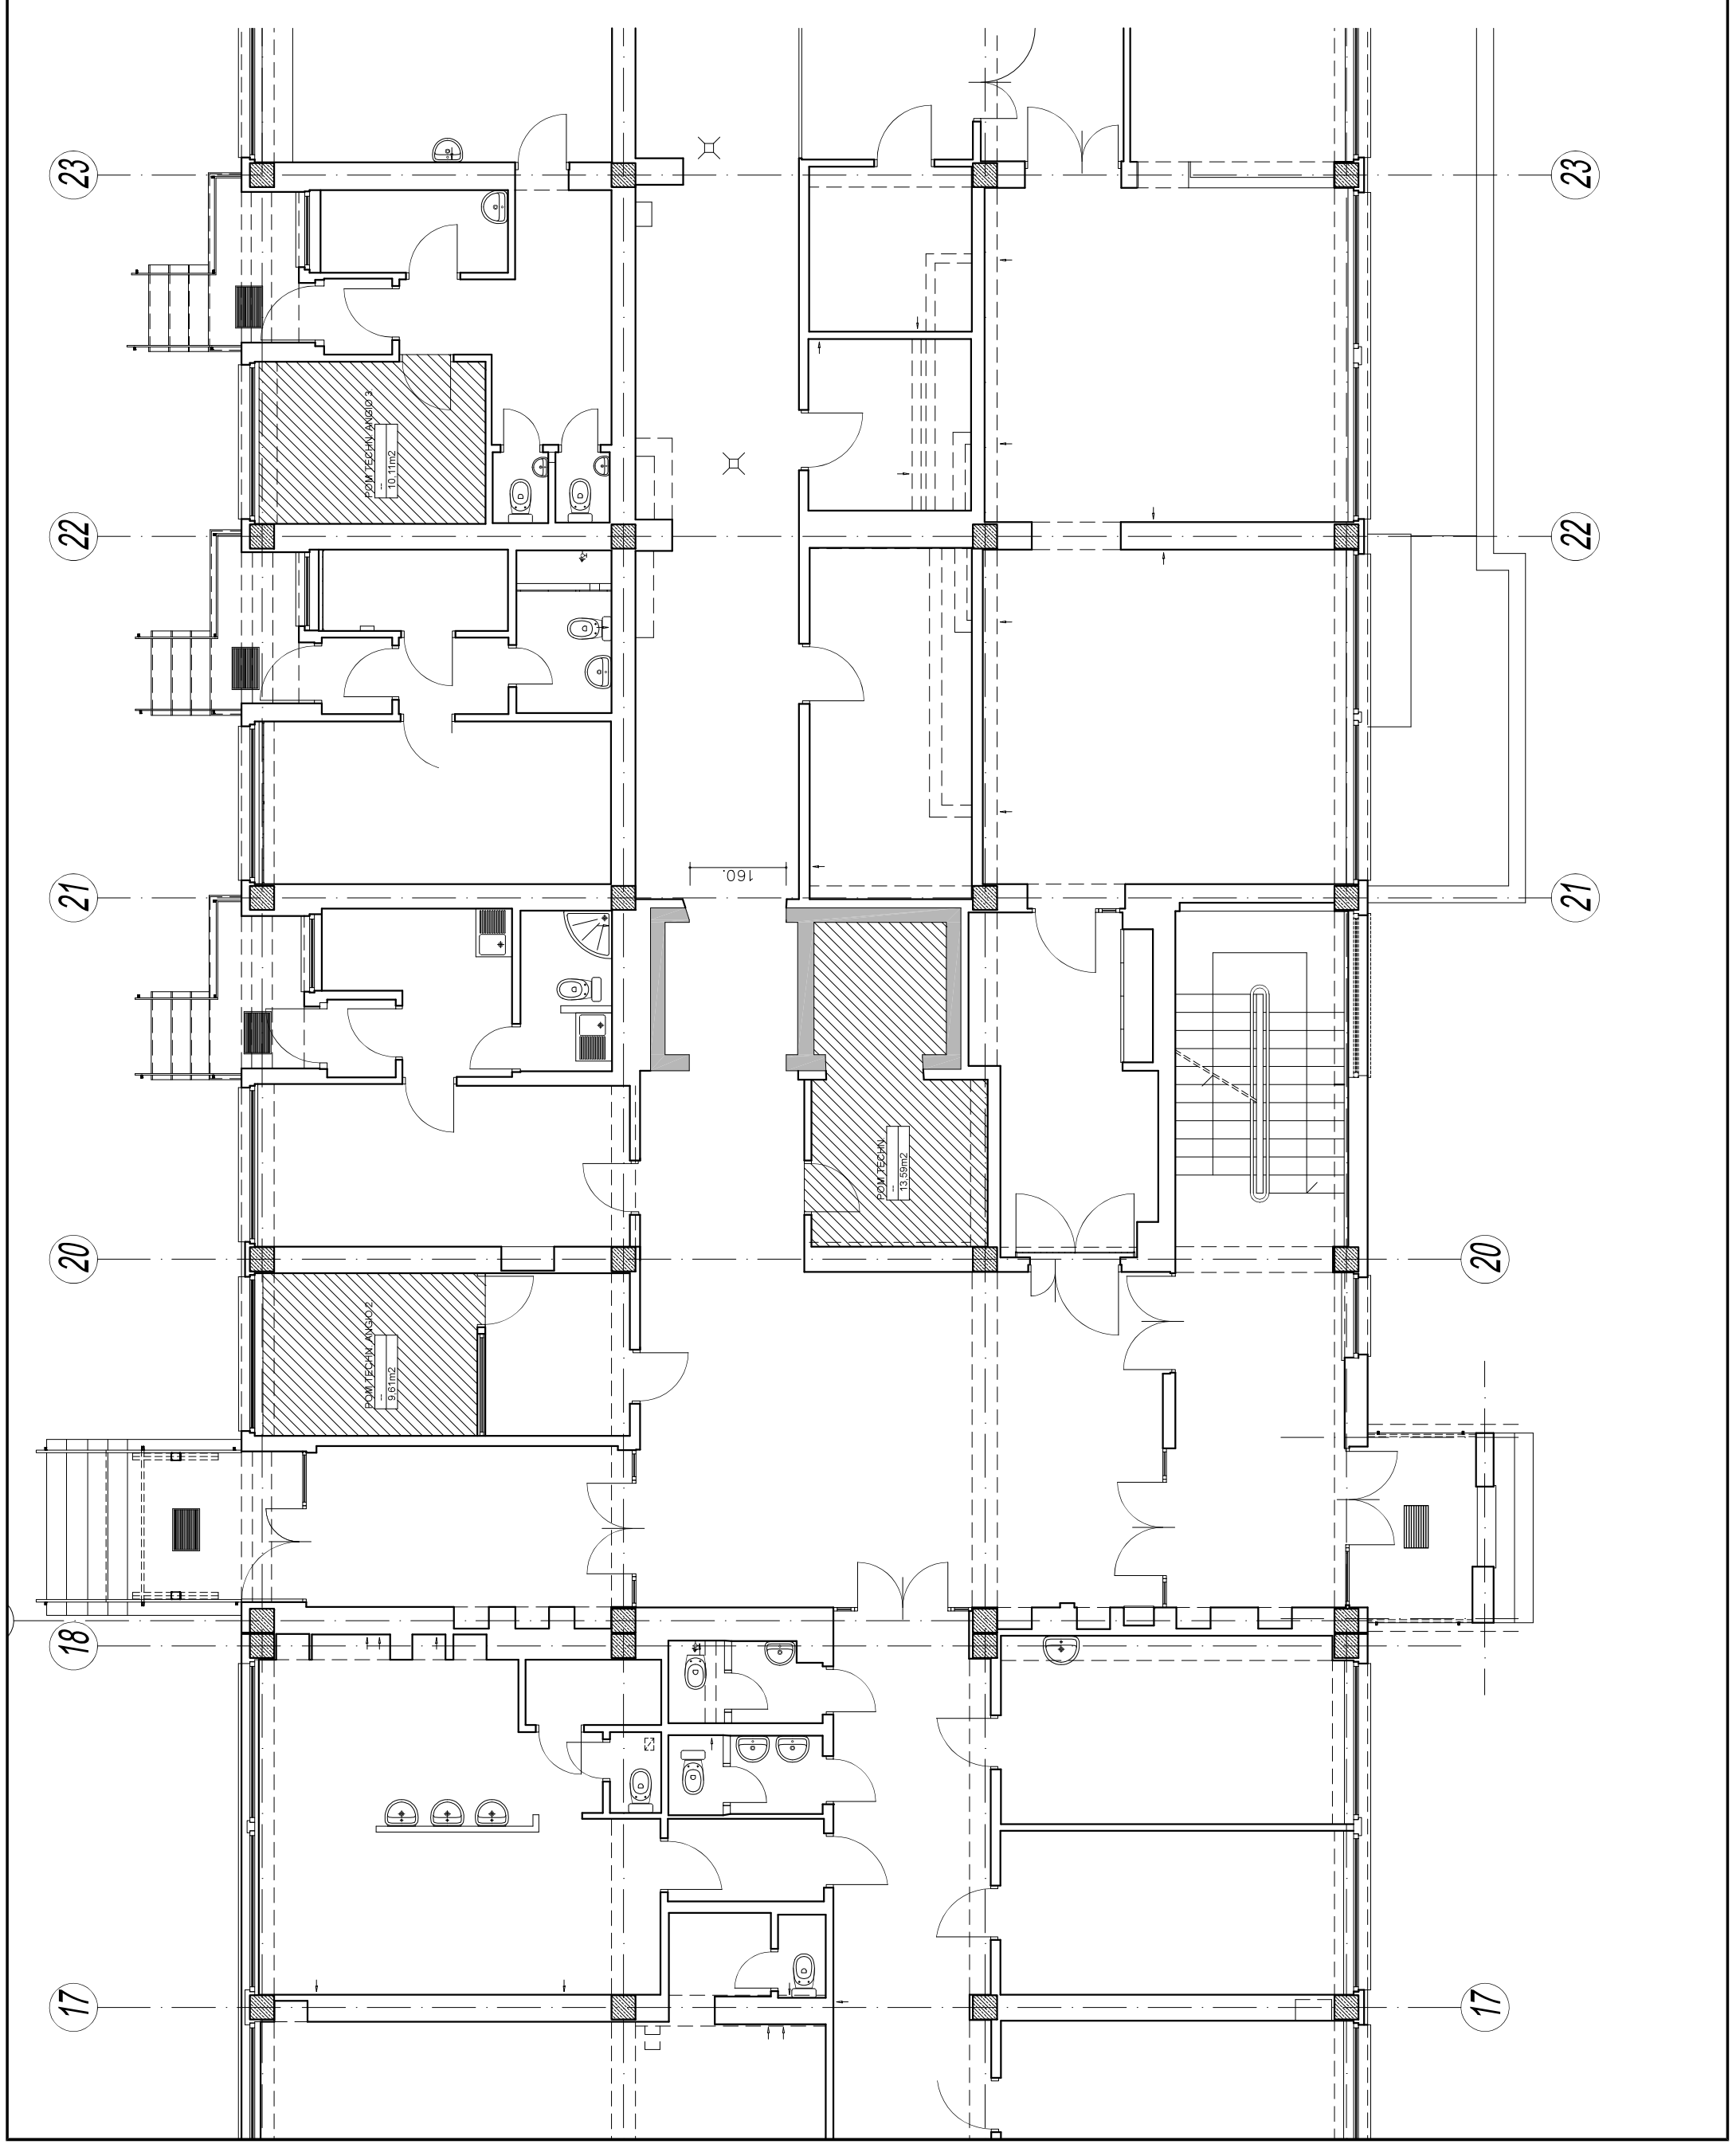 23
23
POM.TECHN. ANGIO 3
--
10,11m2
22
22
160.
21
21
POM.TECHN.
--
13,59m2
20
20
POM.TECHN. ANGIO 2
--
9,61m2
18
17
17